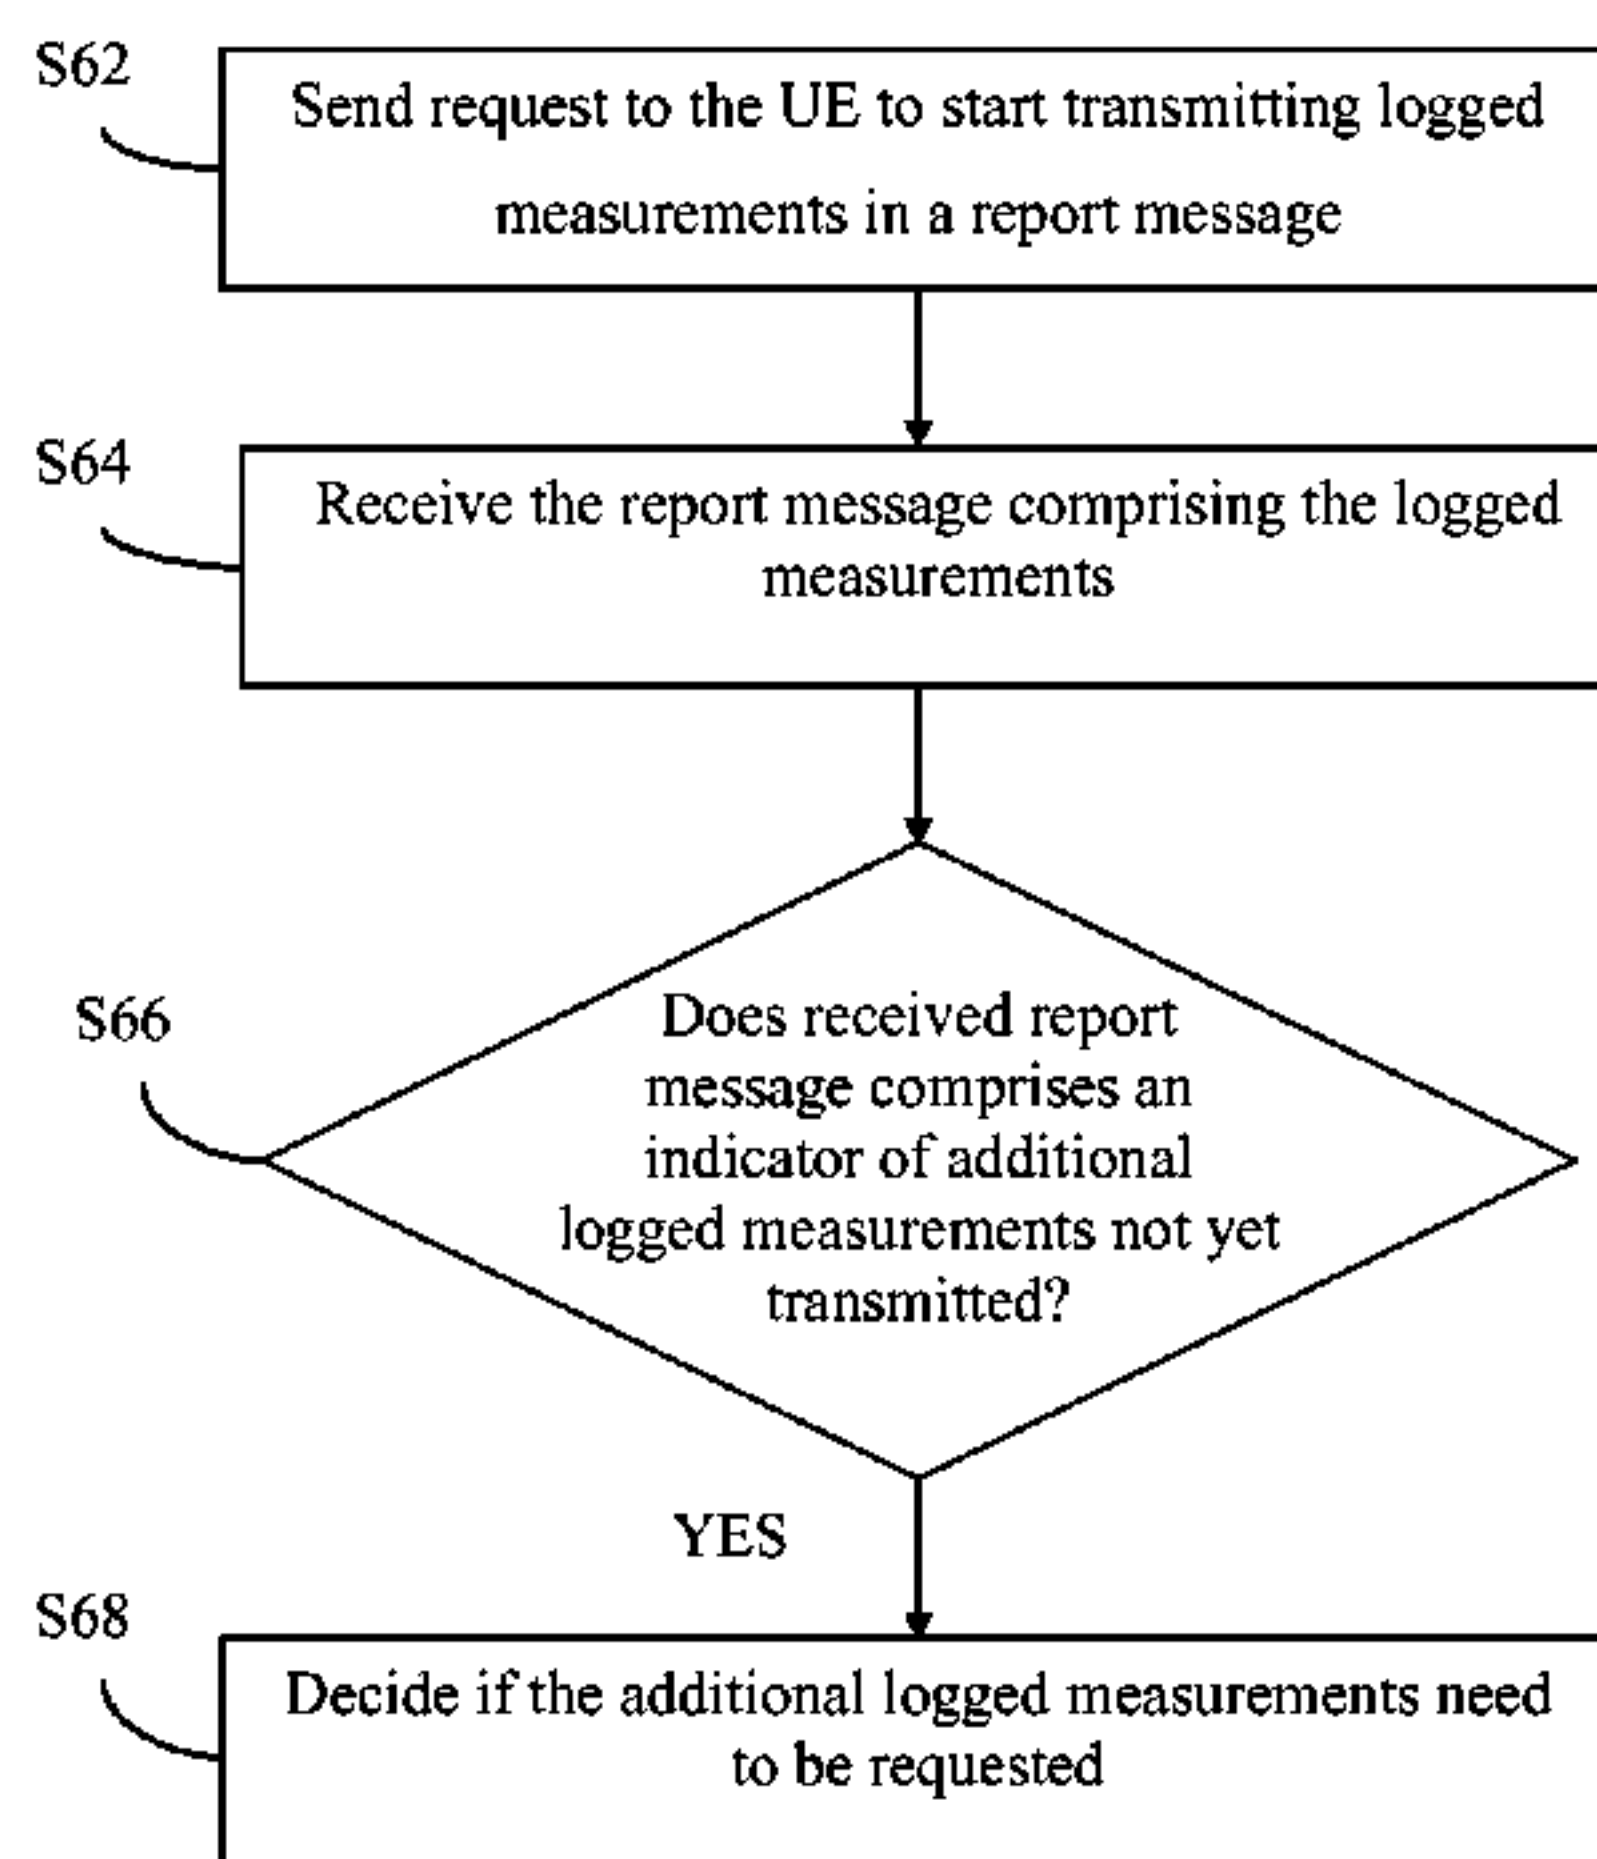 S62
Send request to the UE to start transmitting logged
measurements in a report message
S64
Receive the report message comprising the logged
measurements
S66
Does received report
message comprises an
indicator of additional
logged measurements not yet
transmitted?
YES
S68
Decide if the additional logged measurements need
to be requested